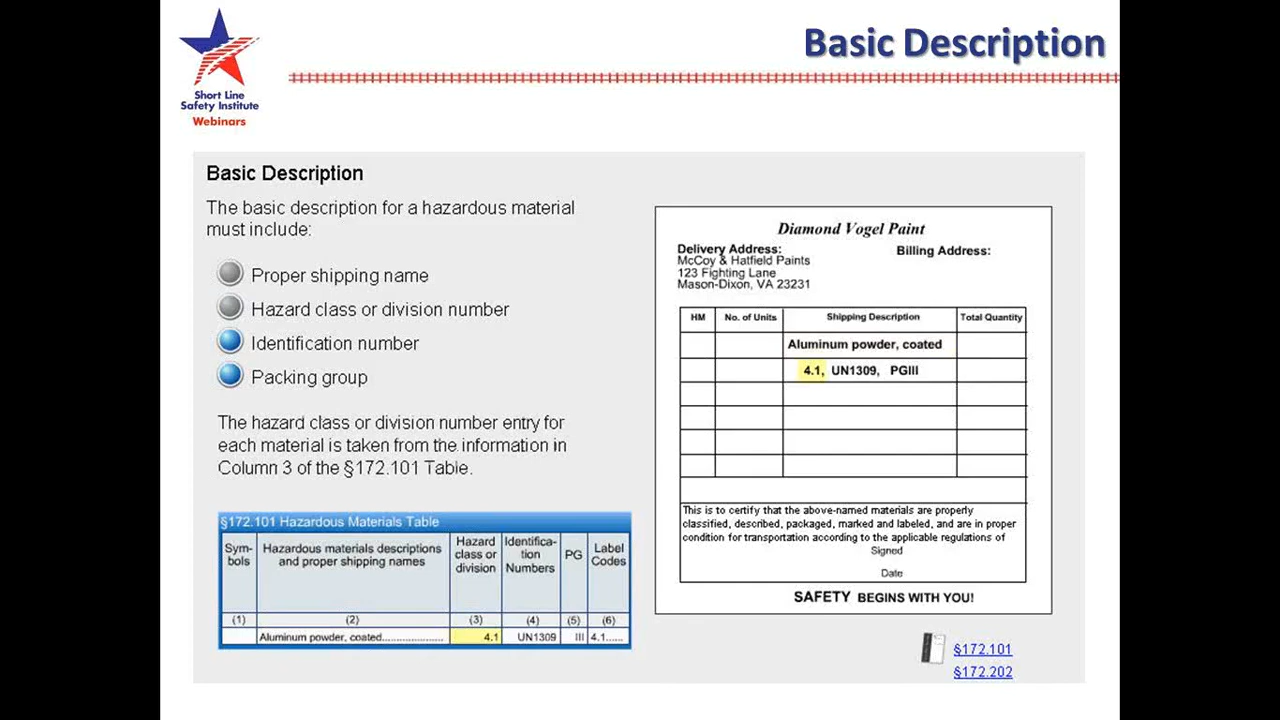 Basic Description
Short Line
Safety Institute
Webinars
Basic Description
The basic description for a hazardous material
must include:
Proper shipping name
Hazard class or division number
Identification number
Packing group
The hazard class or division number entry for
each material is taken from the information in
Column 3 of the §172.101 Table.
§172.101 Hazardous Materials Table
Sym-
bols
Hazardous materials descriptions
and proper shipping names
Hazard
class or
division
Identifica-
tion
Numbers
PG
Label
Codes
(1) (2) (3) (4) (5) (6)
Aluminum powder, coated...................... 4.1 UN1309 III 4.1......
Diamond Vogel Paint
Delivery Address:
McCoy & Hatfield Paints
123 Fighting Lane
Mason-Dixon, VA 23231
Billing Address:
HM No. of Units Shipping Description Total Quantity
Aluminum powder, coated
4.1, UN1309, PGIII
This is to certify that the above-named materials are properly
classified, described, packaged, marked and labeled, and are in proper
condition for transportation according to the applicable regulations of
Signed
Date
SAFETY BEGINS WITH YOU!
§172.101
§172.202